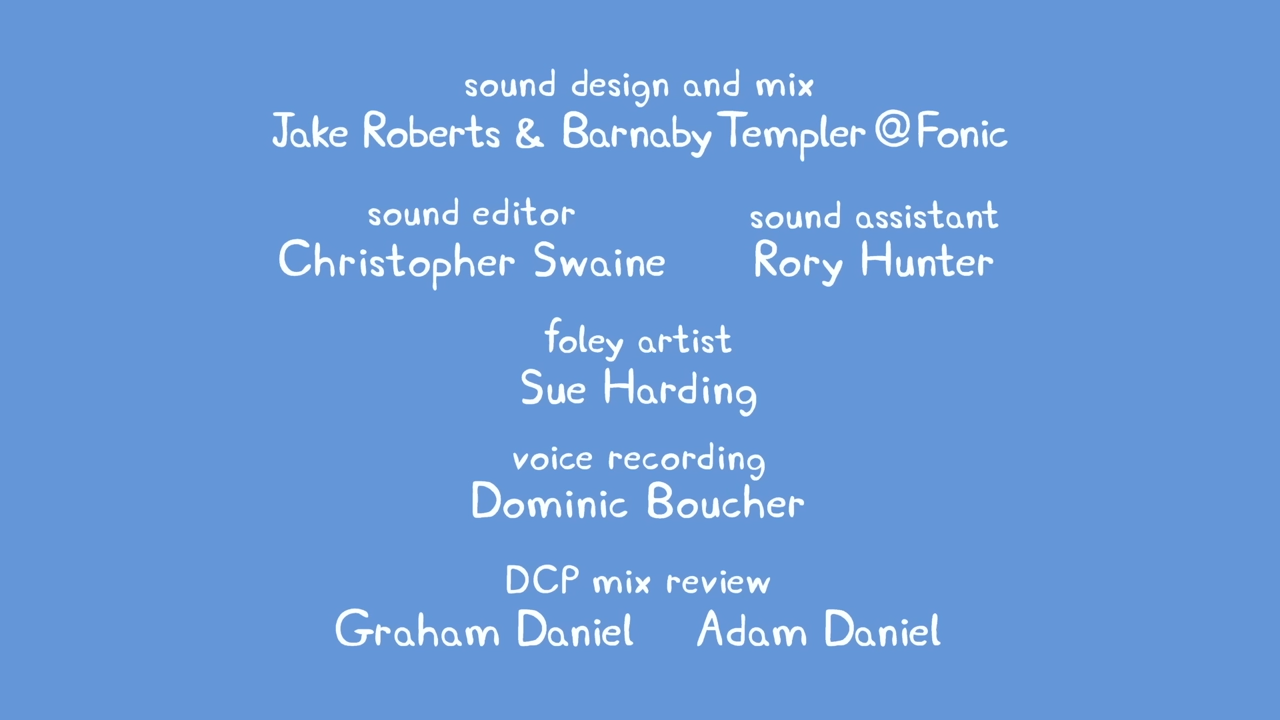 sound design and mix
Jake Roberts & Barnaby Templer @ Fonic
sound editor
Christopher Swaine
sound assistant
Rory Hunter
foley artist
Sue Harding
voice recording
Dominic Boucher
DCP mix review
Graham Daniel Adam Daniel